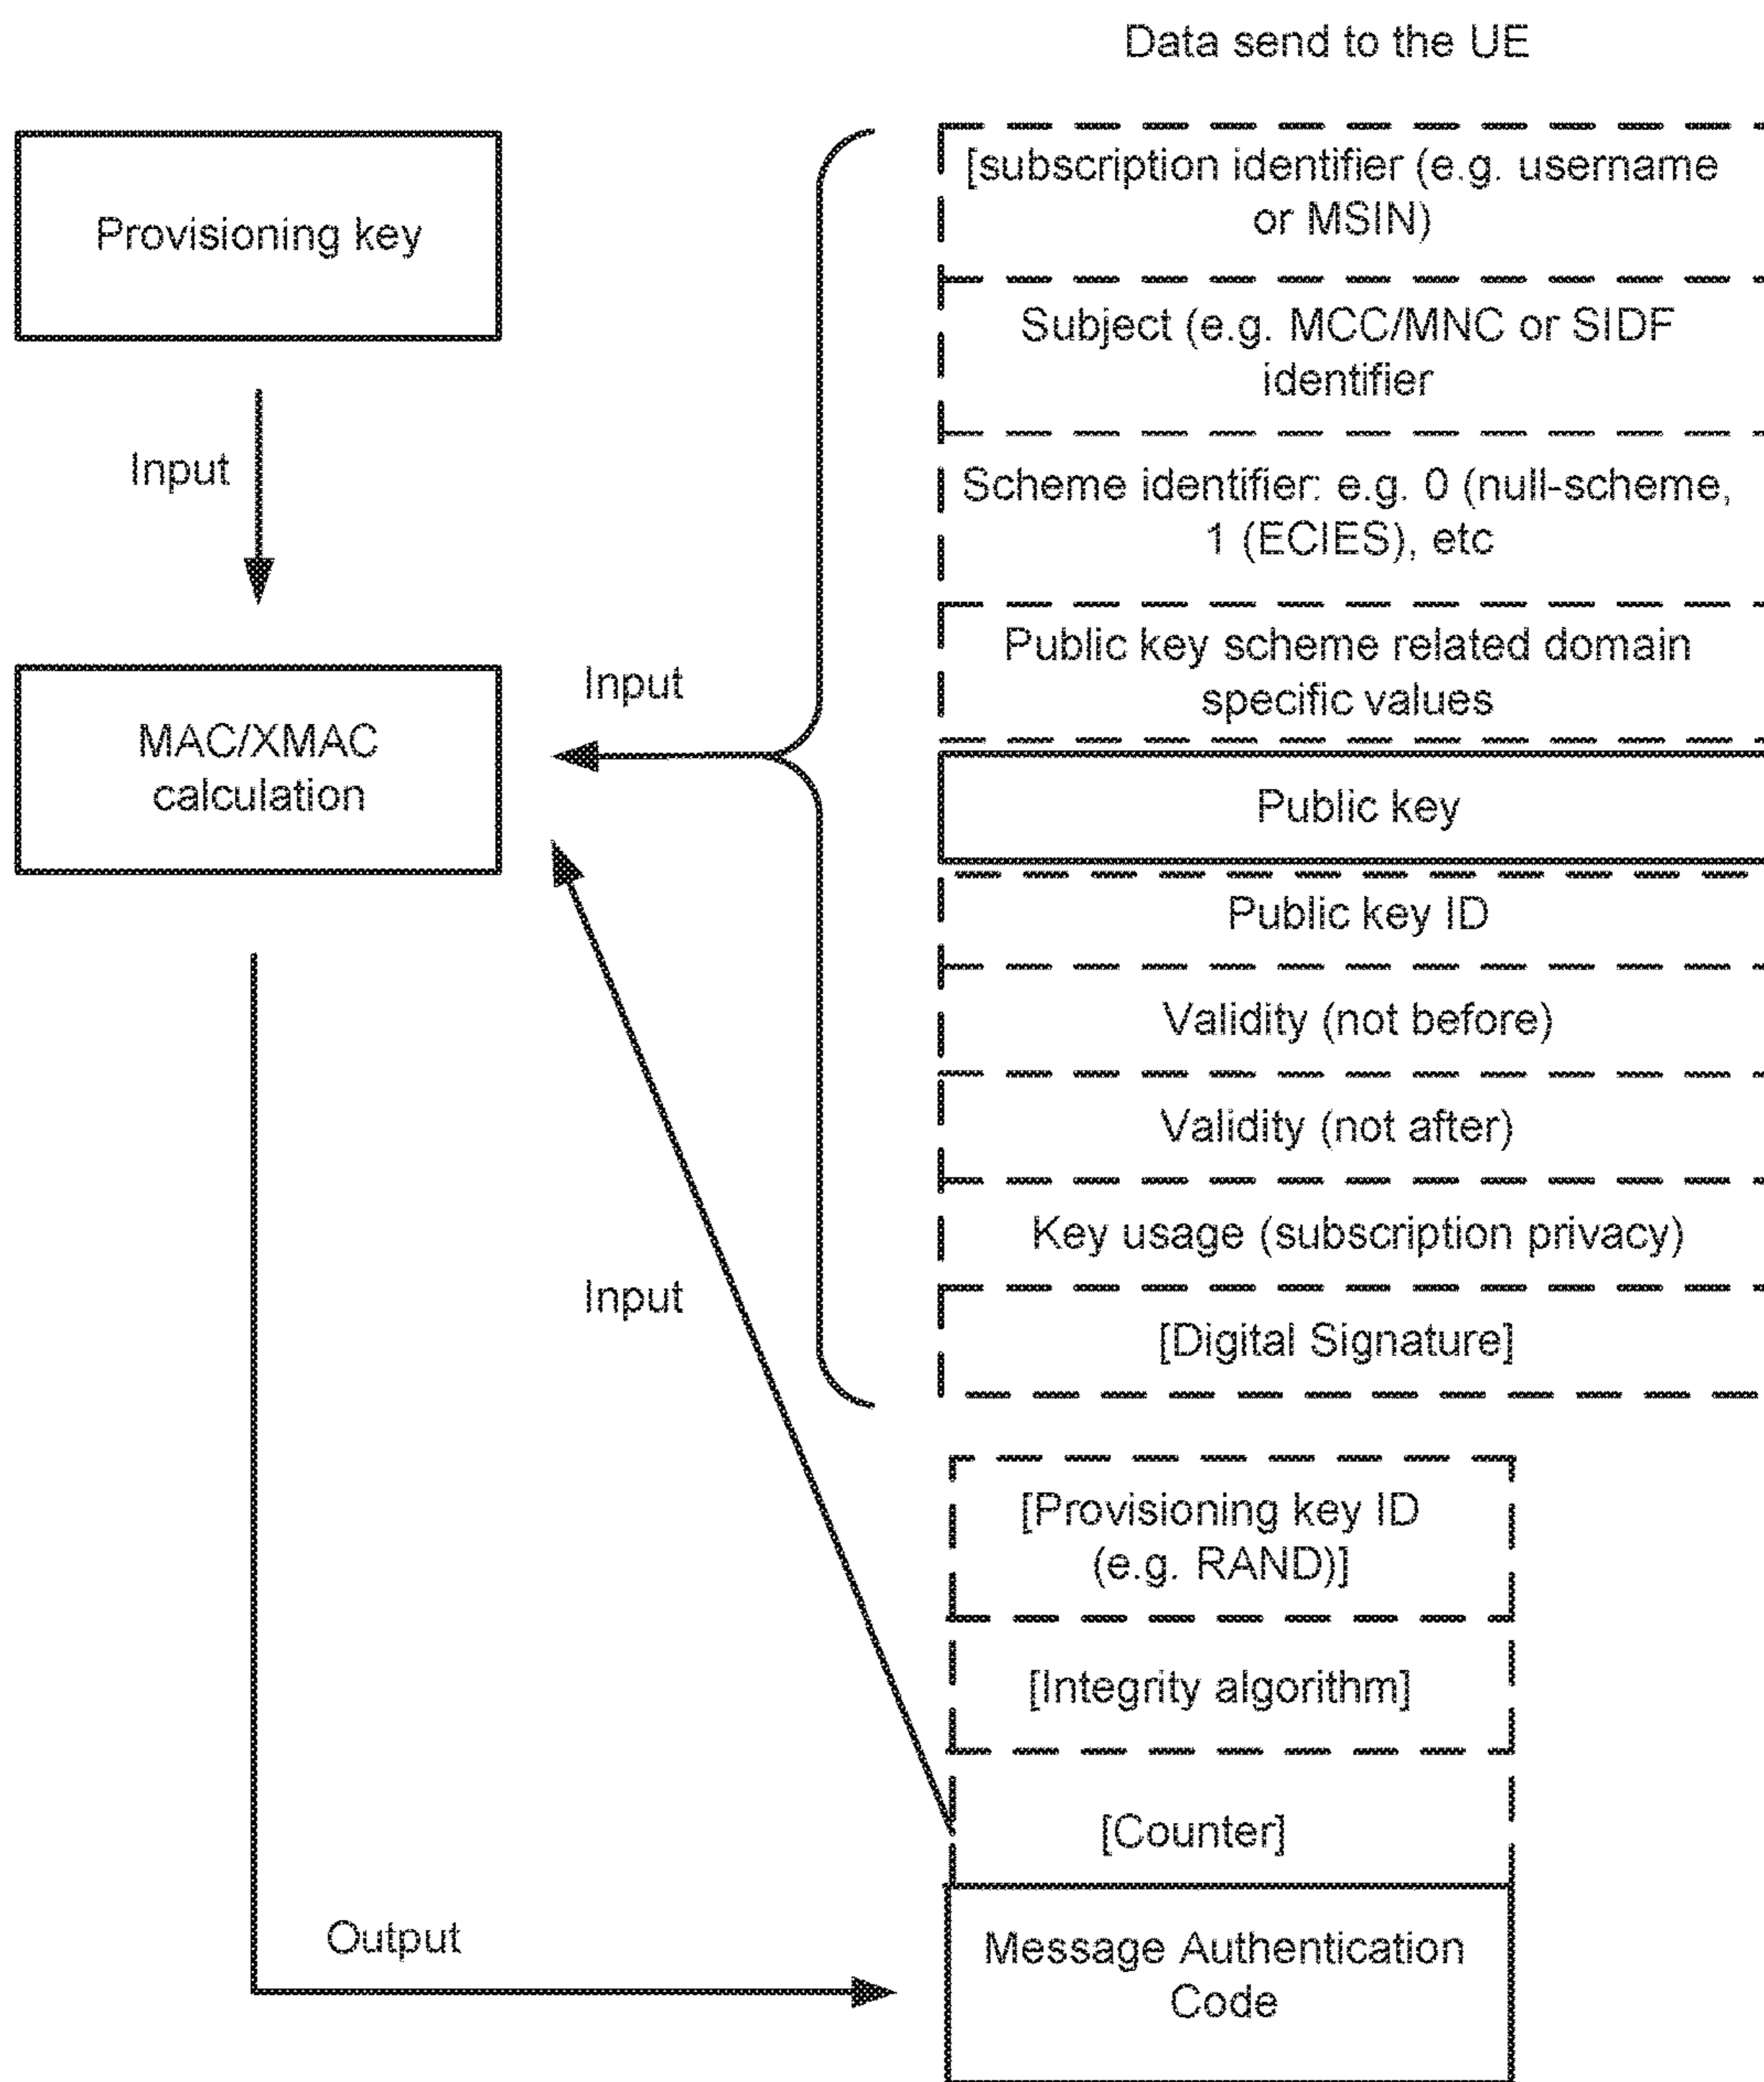 Data send to the UE
Provisioning key
Input
MAC/XMAC
calculation
Input
[subscription identifier (e.g. username
or MSIN)
Subject (e.g. MCC/MNC or SIDF
identifier
Scheme identifier: e.g. 0 (null-scheme,
1 (ECIES), etc
Public key scheme related domain
specific values
Public key
Public key ID
Validity (not before)
Validity (not after)
Key usage (subscription privacy)
[Digital Signature]
Input
[Provisioning key ID
(e.g. RAND)]
[Integrity algorithm]
[Counter]
Output
Message Authentication
Code